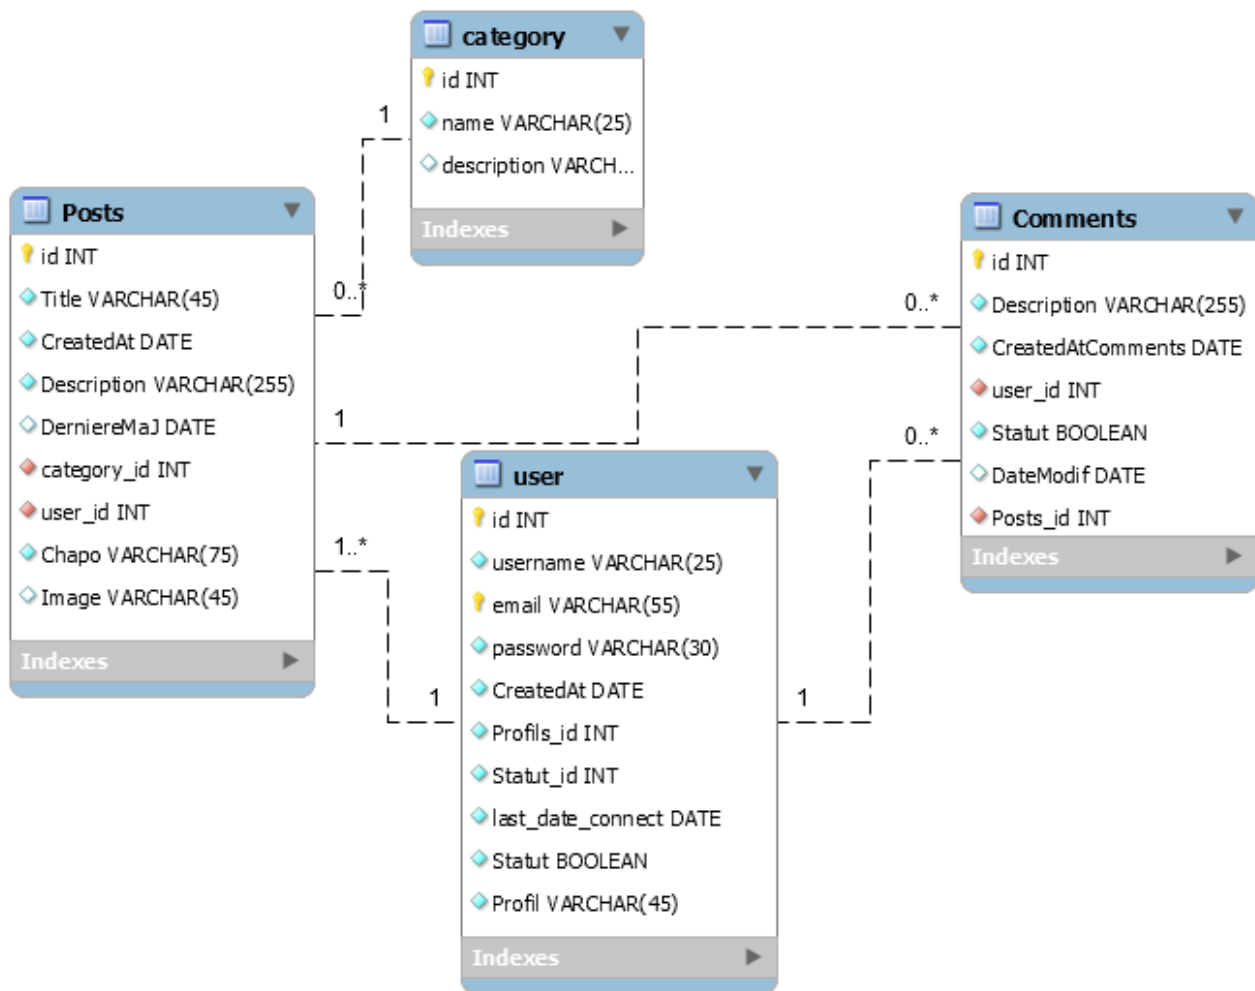 category
id INT
name VARCHAR(25)
description VARCH...
Indexes
1
0..*
Posts
id INT
Title VARCHAR(45)
CreatedAt DATE
Description VARCHAR(255)
DerniereMaJ DATE
category_id INT
user_id INT
Chapo VARCHAR(75)
Image VARCHAR(45)
Indexes
1
0..*
1..*
1
Comments
id INT
Description VARCHAR(255)
CreatedAtComments DATE
user_id INT
Statut BOOLEAN
DateModif DATE
Posts_id INT
Indexes
0..*
1
user
id INT
username VARCHAR(25)
email VARCHAR(55)
password VARCHAR(30)
CreatedAt DATE
Profils_id INT
Statut_id INT
last_date_connect DATE
Statut BOOLEAN
Profil VARCHAR(45)
Indexes